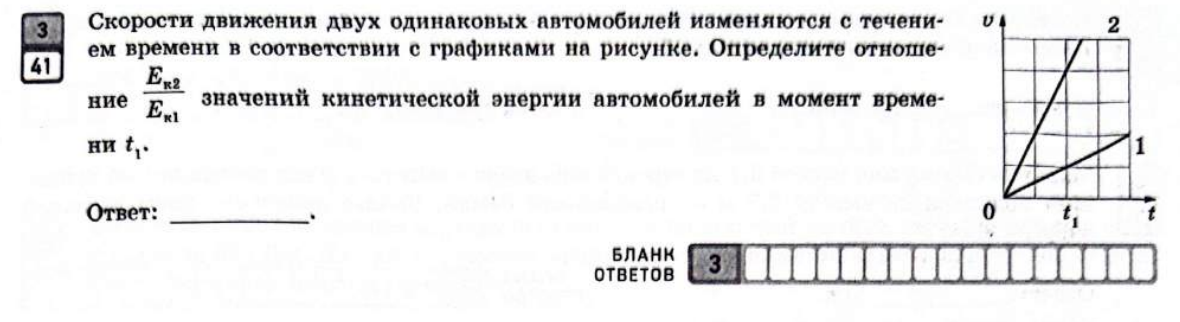 3
41
Скорости движения двух одинаковых автомобилей изменяются с течени-
ем времени в соответствии с графиками на рисунке. Определите отноше-
ние Eк2/Eк1 значений кинетической энергии автомобилей в момент време-
ни t₁.
Ответ: ____________.
υ
2
1
0
t₁
t
БЛАНК
ОТВЕТОВ
3